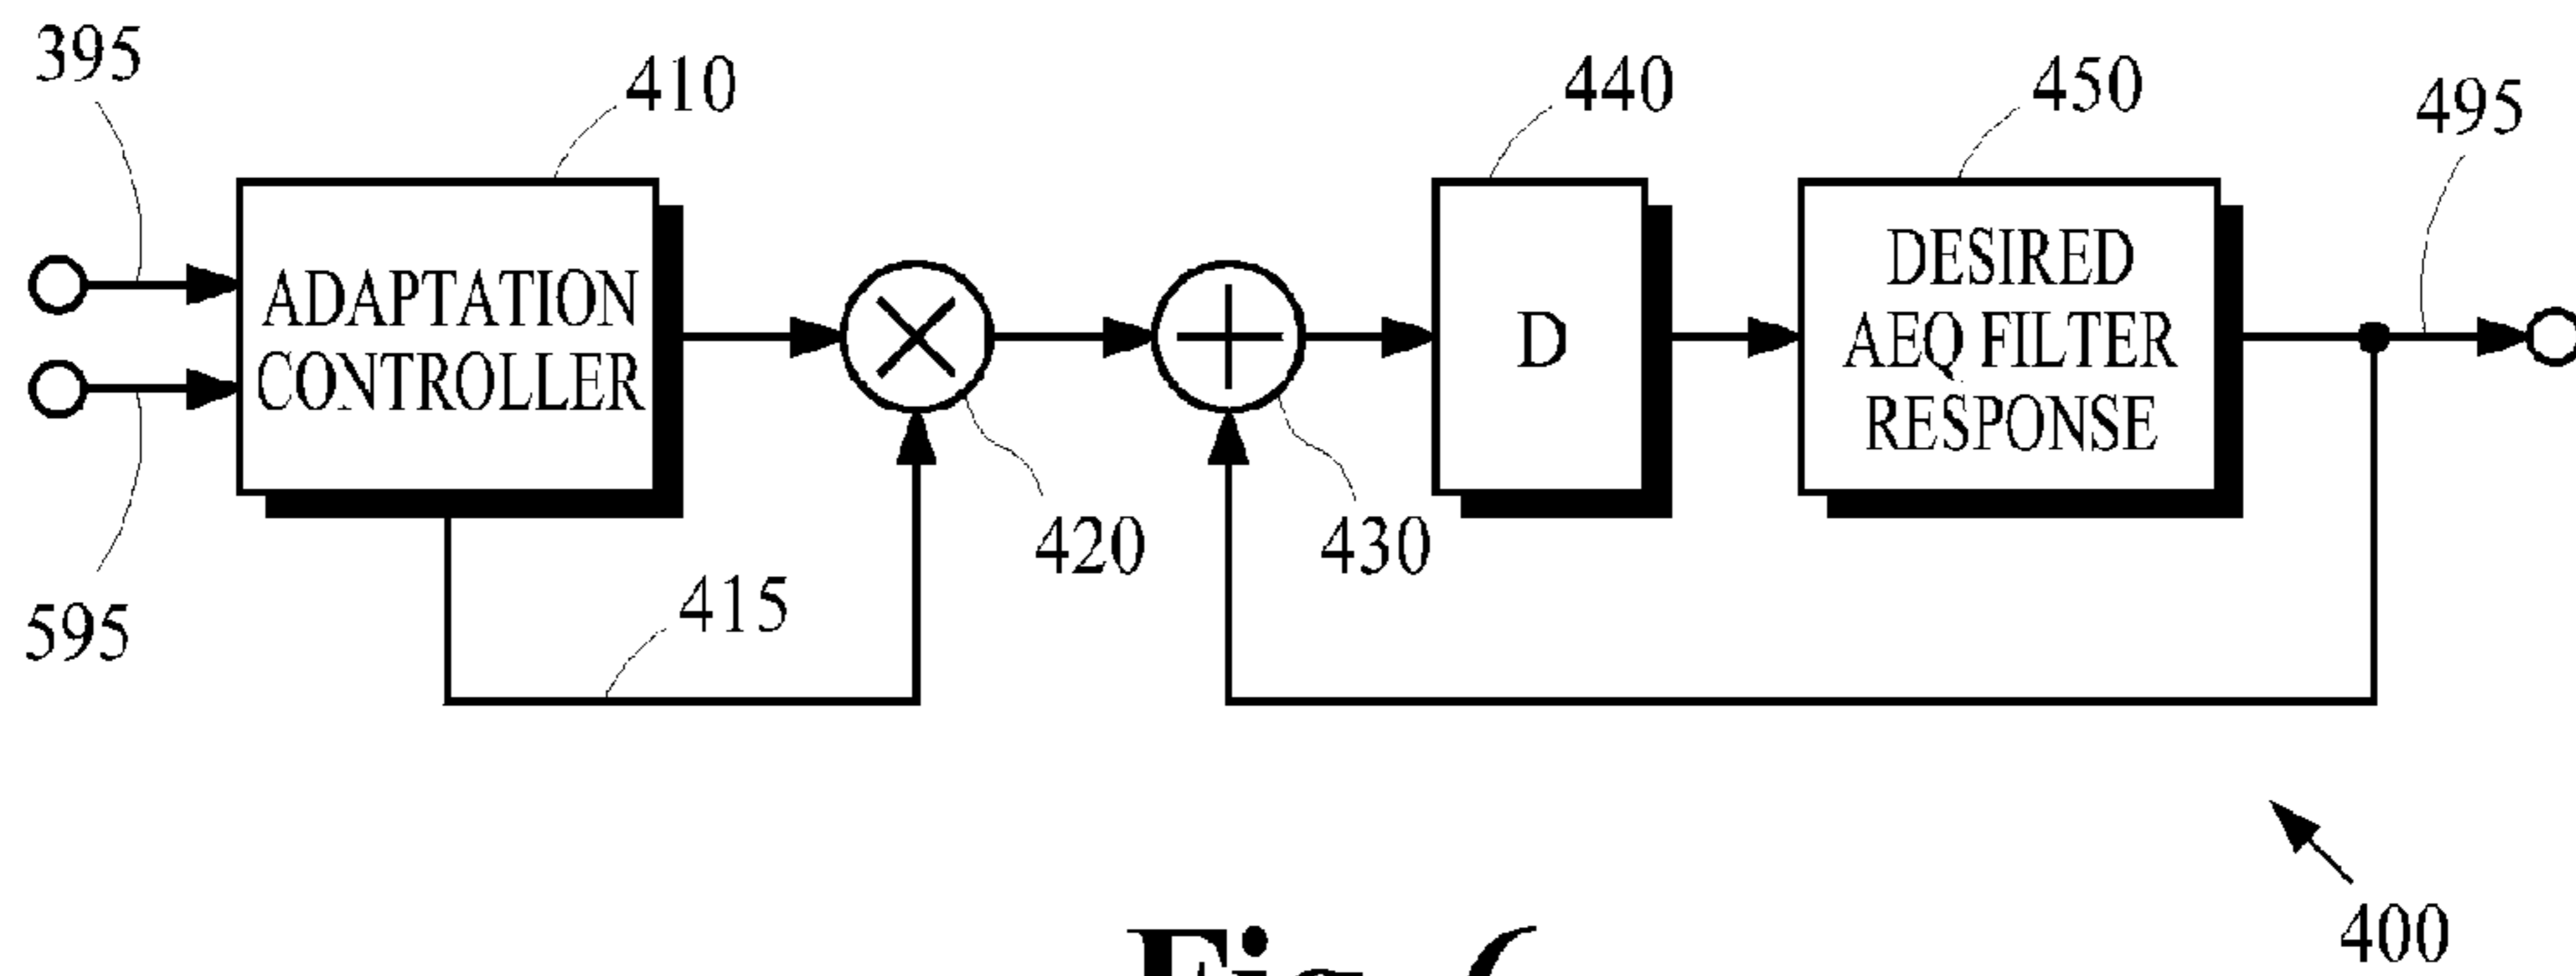 395
410
440
450
495
ADAPTATION
CONTROLLER
D
DESIRED
AEQ FILTER
RESPONSE
595
415
420
430
400